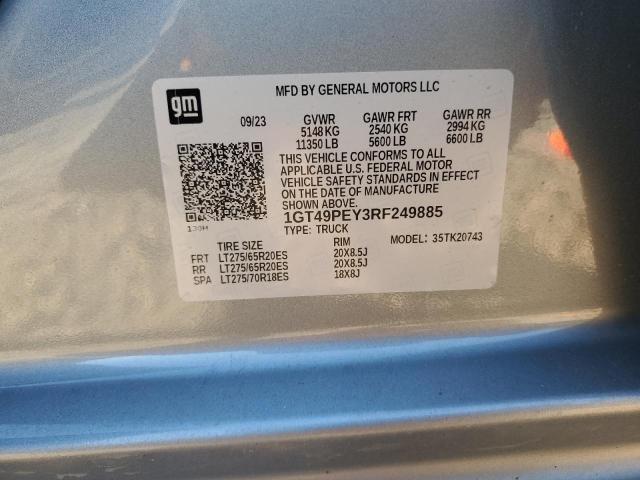 gm
MFD BY GENERAL MOTORS LLC
09/23 GVWR GAWR FRT GAWR RR
5148 KG 2540 KG 2994 KG
11350 LB 5600 LB 6600 LB
THIS VEHICLE CONFORMS TO ALL
APPLICABLE U.S. FEDERAL MOTOR
VEHICLE SAFETY STANDARDS IN EFFECT
ON THE DATE OF MANUFACTURE
SHOWN ABOVE.
1GT49PEY3RF249885
TYPE: TRUCK
TIRE SIZE RIM MODEL: 35TK20743
FRT LT275/65R20ES 20X8.5J
RR LT275/65R20ES 20X8.5J
SPA LT275/70R18ES 18X8J